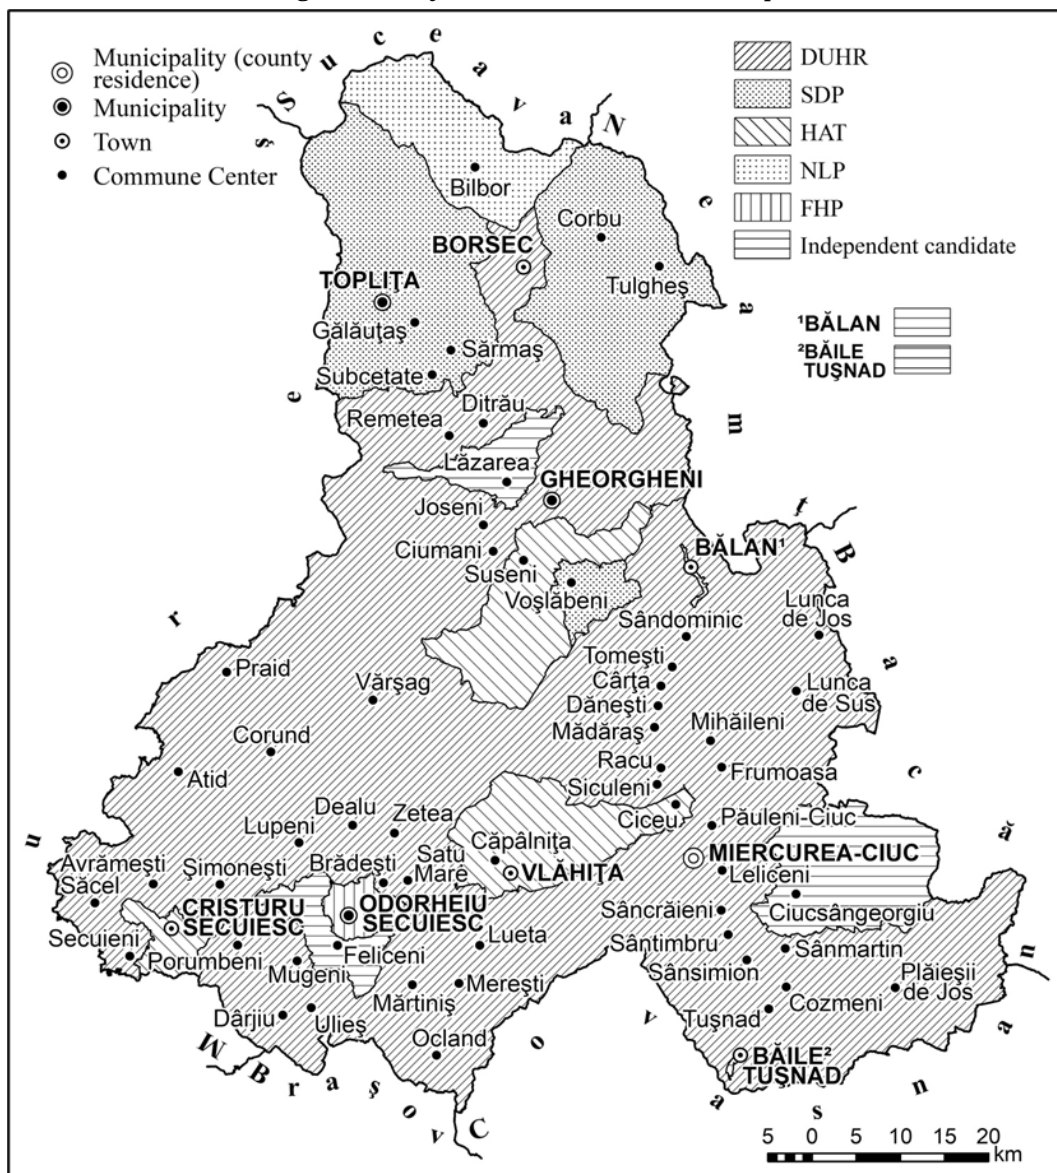 Municipality (county
residence)
Municipality
Town
Commune Center
DUHR
SDP
HAT
NLP
FHP
Independent candidate
¹BĂLAN
²BĂILE
TUŞNAD
Suceava
Neamţ
Bacău
Covasna
Braşov
Mureş
Bilbor
Corbu
BORSEC
Tulgheş
TOPLIŢA
Gălăuţaş
Sărmaş
Subcetate
Ditrău
Remetea
Lăzarea
GHEORGHENI
Joseni
Ciumani
Suseni
BĂLAN¹
Voşlăbeni
Lunca
de Jos
Sândominic
Tomeşti
Praid
Cârţa
Vărşag
Dăneşti
Lunca
de Sus
Mădăraş
Mihăileni
Corund
Racu
Frumoasa
Atid
Siculeni
Dealu
Zetea
Ciceu
Lupeni
Păuleni-Ciuc
Căpâlniţa
Avrămeşti
Şimoneşti
Brădeşti
Satu
Mare
VLĂHIŢA
MIERCUREA-CIUC
Leliceni
Săcel
CRISTURU
SECUIESC
ODORHEIU
SECUIESC
Sâncrăieni
Ciucsângeorgiu
Secuieni
Porumbeni
Feliceni
Lueta
Sântimbru
Sânmartin
Mugeni
Sânsimion
Plăieşii
de Jos
Mărtiniş
Mereşti
Cozmeni
Dârjiu
Ulieş
Tuşnad
Ocland
BĂILE²
TUŞNAD
5 0 5 10 15 20
km